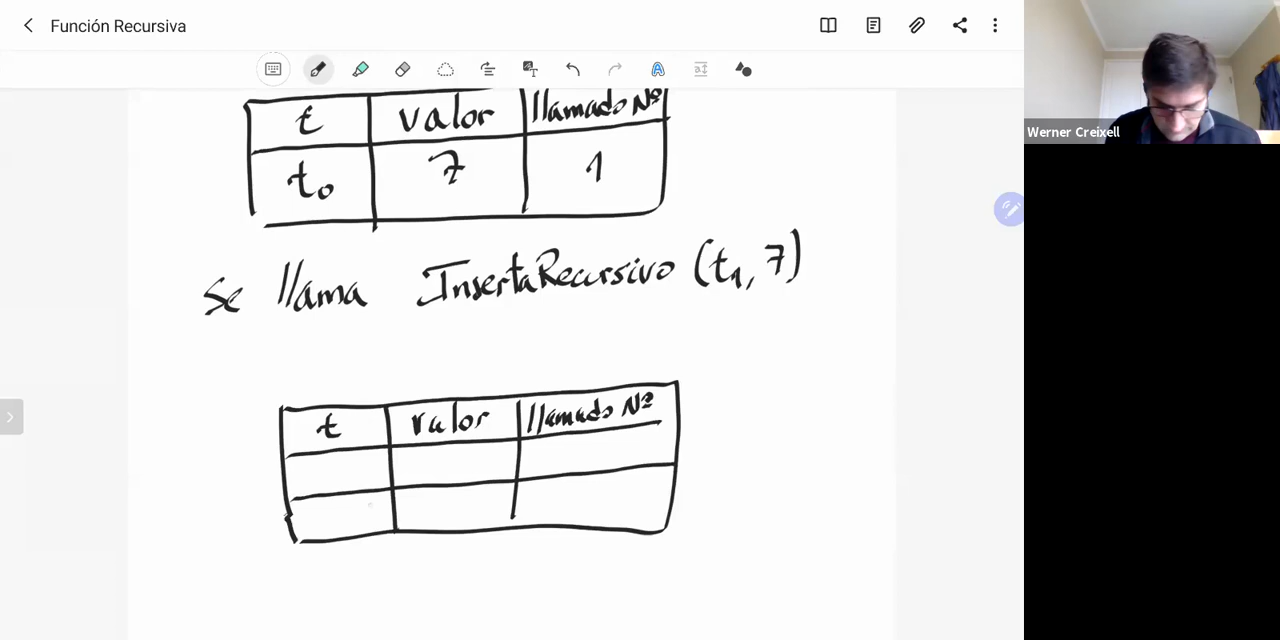 Función Recursiva
t valor llamado Nº
t₀ 7 1
Se llama InsertaRecursivo (t₁, 7)
t valor llamado Nº
Werner Creixell